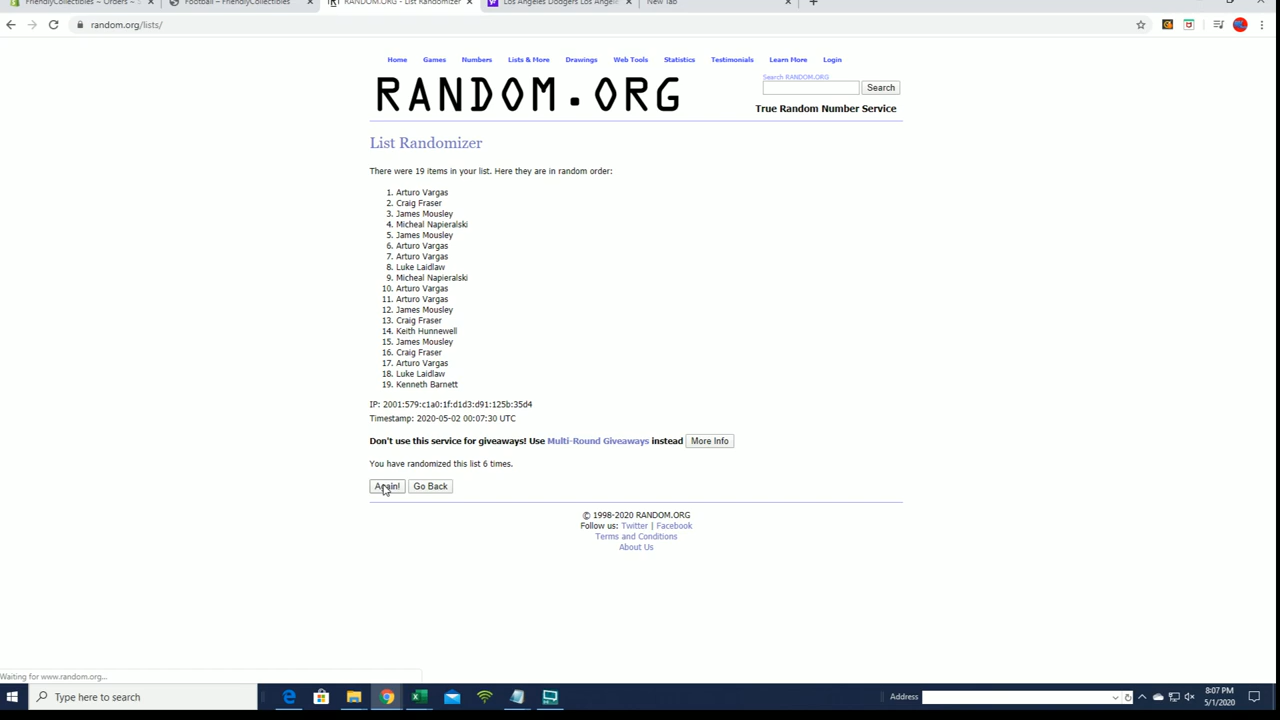 FriendlyCollectibles ~ Orders ~ S
Football – FriendlyCollectibles
RANDOM.ORG - List Randomizer
Los Angeles Dodgers Los Angele
New Tab
random.org/lists/
Home Games Numbers Lists & More Drawings Web Tools Statistics Testimonials Learn More Login
RANDOM.ORG
Search RANDOM.ORG
Search
True Random Number Service
List Randomizer
There were 19 items in your list. Here they are in random order:
1. Arturo Vargas
2. Craig Fraser
3. James Mousley
4. Micheal Napieralski
5. James Mousley
6. Arturo Vargas
7. Arturo Vargas
8. Luke Laidlaw
9. Micheal Napieralski
10. Arturo Vargas
11. Arturo Vargas
12. James Mousley
13. Craig Fraser
14. Keith Hunnewell
15. James Mousley
16. Craig Fraser
17. Arturo Vargas
18. Luke Laidlaw
19. Kenneth Barnett
IP: 2001:579:c1a0:1f:d1d3:d91:125b:35d4
Timestamp: 2020-05-02 00:07:30 UTC
Don't use this service for giveaways! Use Multi-Round Giveaways instead More Info
You have randomized this list 6 times.
Again! Go Back
© 1998-2020 RANDOM.ORG
Follow us: Twitter | Facebook
Terms and Conditions
About Us
Waiting for www.random.org...
Type here to search
Address
8:07 PM
5/1/2020